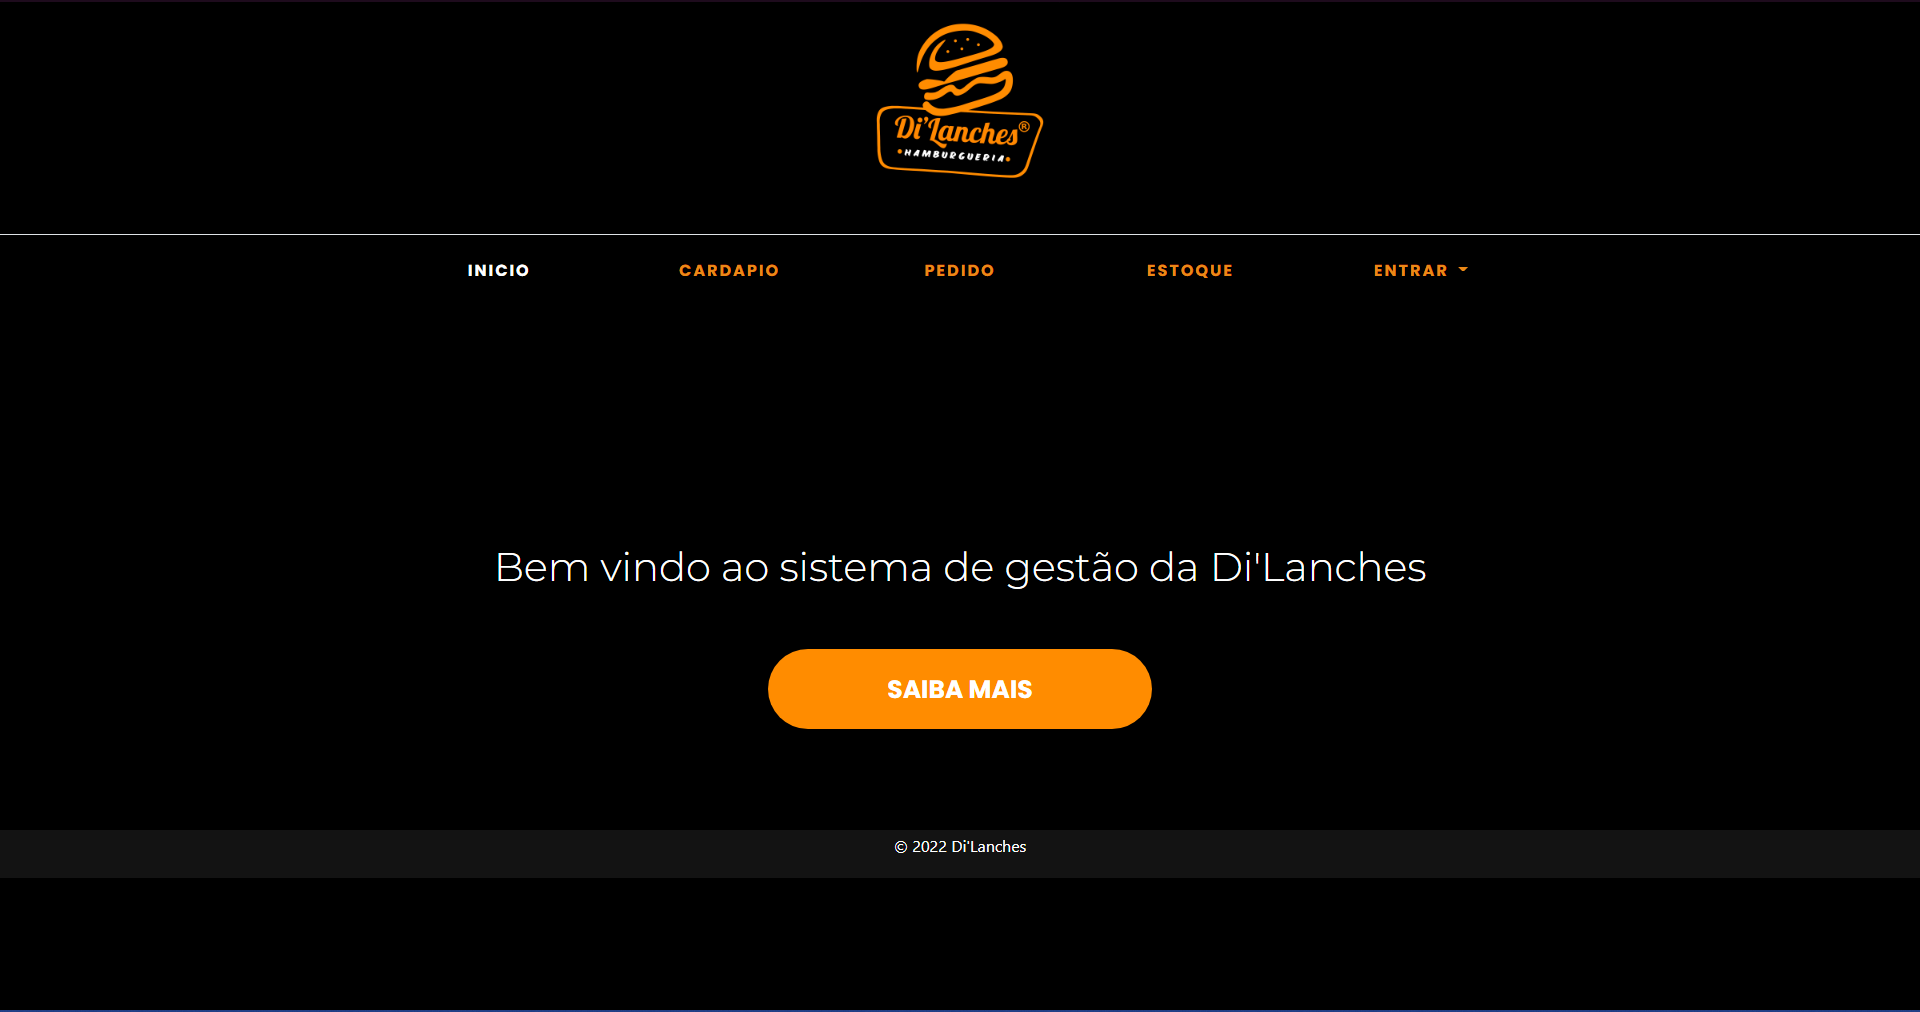 Di'Lanches®
•HAMBURGUERIA•
INICIO
CARDAPIO
PEDIDO
ESTOQUE
ENTRAR
Bem vindo ao sistema de gestão da Di'Lanches
SAIBA MAIS
© 2022 Di'Lanches